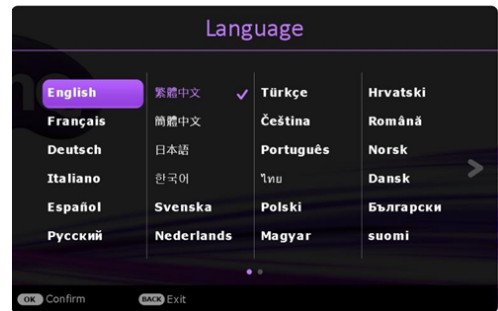 Language
English
Français
Deutsch
Italiano
Español
Русский
繁體中文
簡體中文
日本語
한국어
Svenska
Nederlands
Türkçe
Čeština
Português
ไทย
Polski
Magyar
Hrvatski
Română
Norsk
Dansk
Български
suomi
OK Confirm
BACK Exit